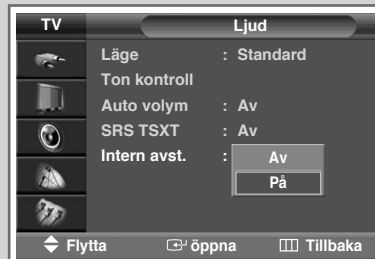 TV Ljud
Läge : Standard
Ton kontroll
Auto volym : Av
SRS TSXT : Av
Intern avst. : Av
På
Flytta öppna Tillbaka